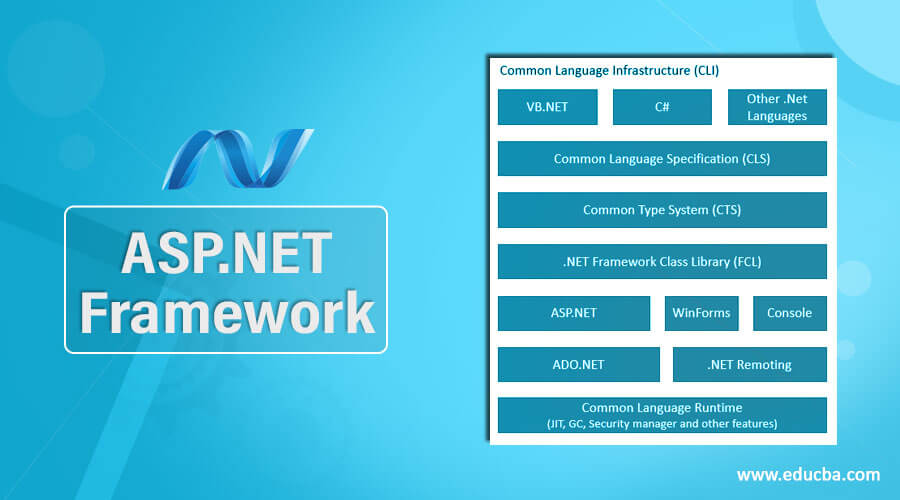 ASP.NET
Framework
Common Language Infrastructure (CLI)
VB.NET
C#
Other .Net
Languages
Common Language Specification (CLS)
Common Type System (CTS)
.NET Framework Class Library (FCL)
ASP.NET
WinForms
Console
ADO.NET
.NET Remoting
Common Language Runtime
(JIT, GC, Security manager and other features)
www.educba.com